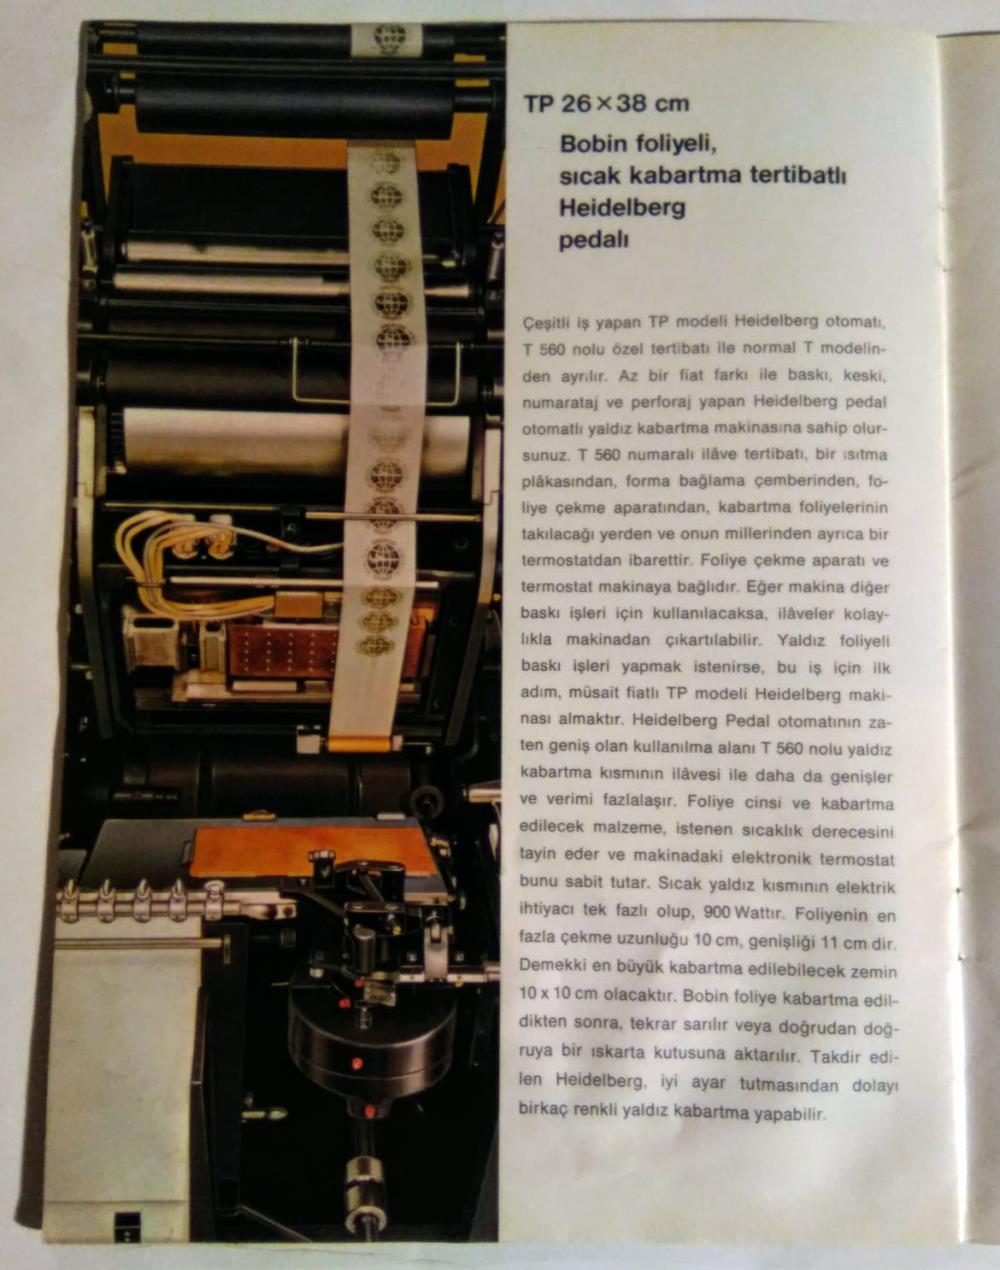 TP 26×38 cm
Bobin foliyeli,
sıcak kabartma tertibatlı
Heidelberg
pedalı
Çeşitli iş yapan TP modeli Heidelberg otomatı,
T 560 nolu özel tertibatı ile normal T modelin-
den ayrılır. Az bir fiat farkı ile baskı, keski,
numarataj ve perforaj yapan Heidelberg pedal
otomatlı yaldız kabartma makinasına sahip olur-
sunuz. T 560 numaralı ilâve tertibatı, bir ısıtma
plâkasından, forma bağlama çemberinden, fo-
liye çekme aparatından, kabartma foliyelerinin
takılacağı yerden ve onun millerinden ayrıca bir
termostatdan ibarettir. Foliye çekme aparatı ve
termostat makinaya bağlıdır. Eğer makina diğer
baskı işleri için kullanılacaksa, ilâveler kolay-
lıkla makinadan çıkartılabilir. Yaldız foliyeli
baskı işleri yapmak istenirse, bu iş için ilk
adım, müsait fiatlı TP modeli Heidelberg maki-
nası almaktır. Heidelberg Pedal otomatının za-
ten geniş olan kullanılma alanı T 560 nolu yaldız
kabartma kısmının ilâvesi ile daha da genişler
ve verimi fazlalaşır. Foliye cinsi ve kabartma
edilecek malzeme, istenen sıcaklık derecesini
tayin eder ve makinadaki elektronik termostat
bunu sabit tutar. Sıcak yaldız kısmının elektrik
ihtiyacı tek fazlı olup, 900 Wattır. Foliyenin en
fazla çekme uzunluğu 10 cm, genişliği 11 cm dir.
Demekki en büyük kabartma edilebilecek zemin
10 x 10 cm olacaktır. Bobin foliye kabartma edil-
dikten sonra, tekrar sarılır veya doğrudan doğ-
ruya bir ıskarta kutusuna aktarılır. Takdir edi-
len Heidelberg, iyi ayar tutmasından dolayı
birkaç renkli yaldız kabartma yapabilir.